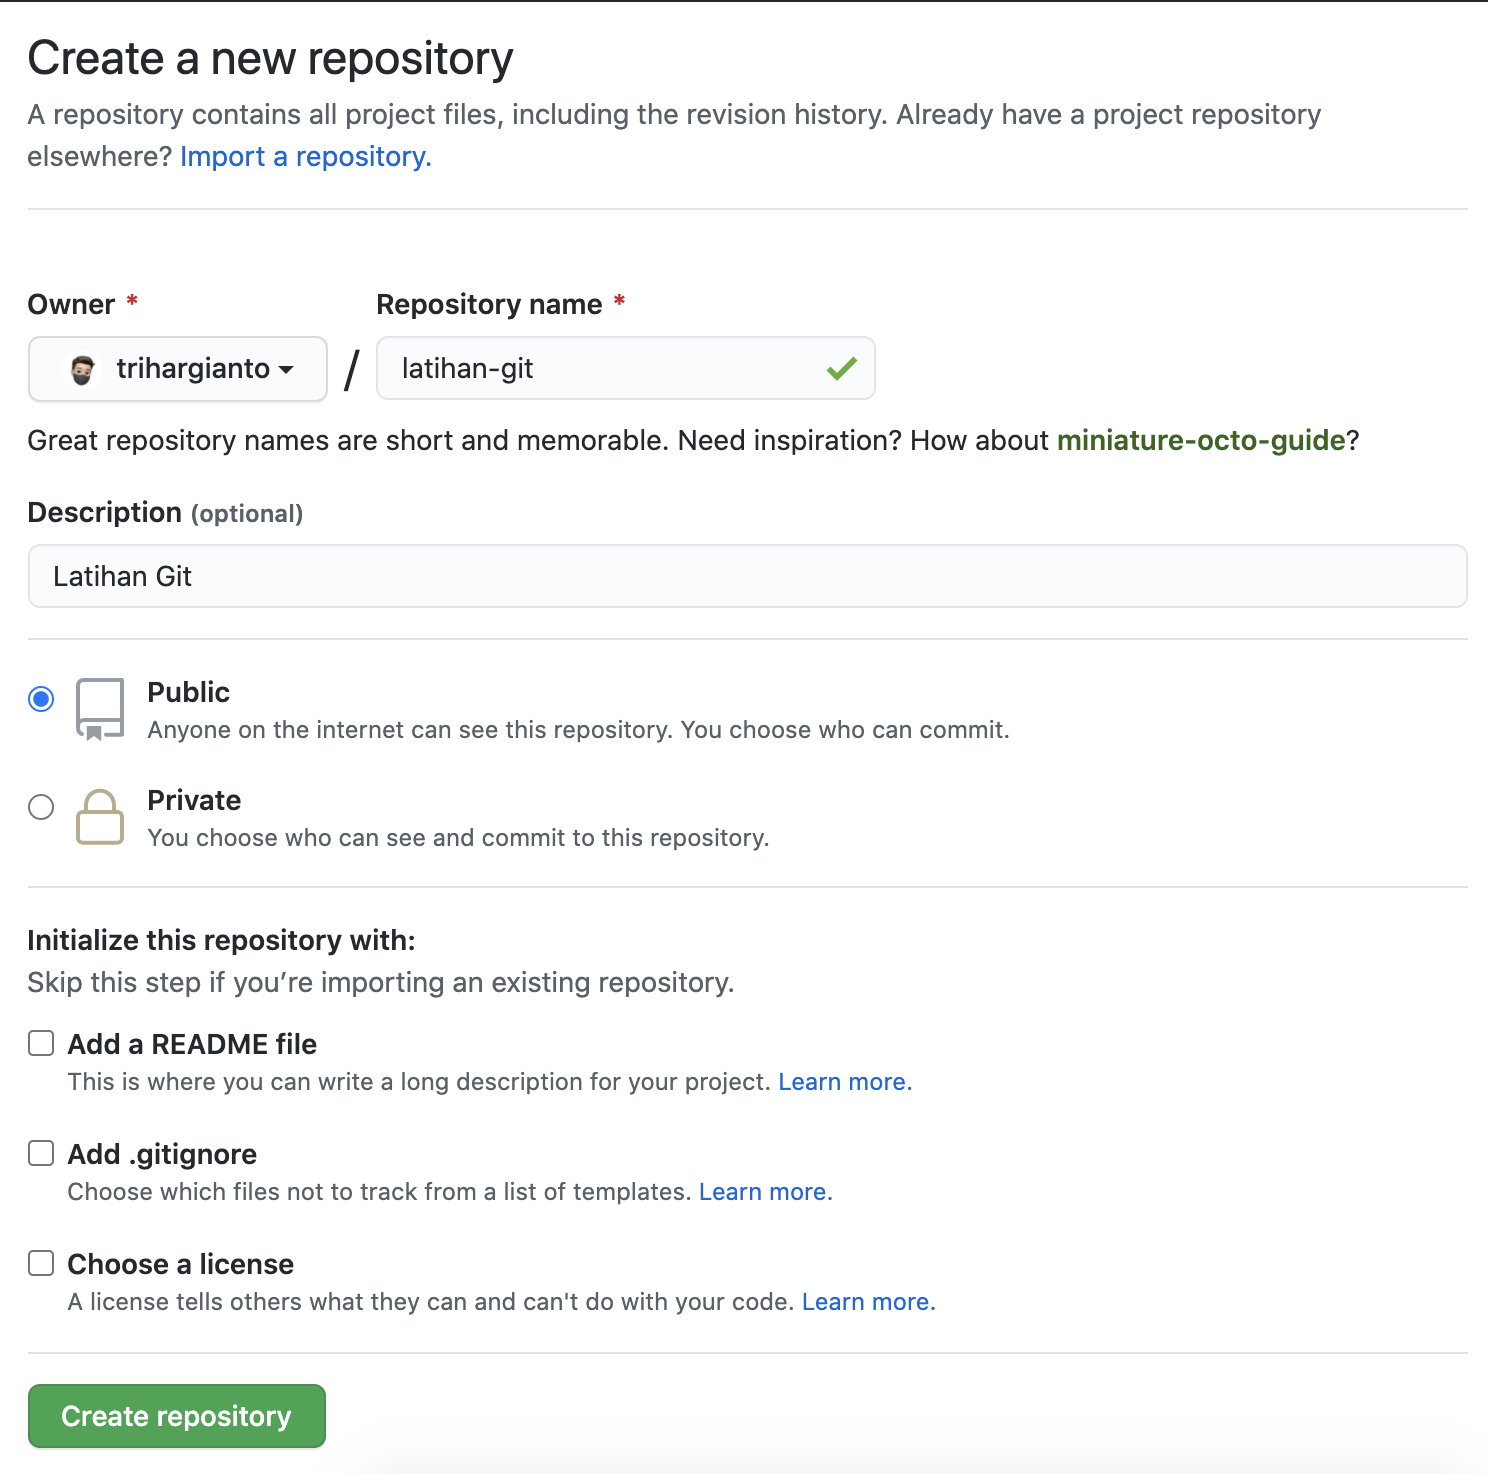 Create a new repository
A repository contains all project files, including the revision history. Already have a project repository
elsewhere? Import a repository.
Owner *
Repository name *
trihargianto
/
latihan-git
Great repository names are short and memorable. Need inspiration? How about miniature-octo-guide?
Description (optional)
Latihan Git
Public
Anyone on the internet can see this repository. You choose who can commit.
Private
You choose who can see and commit to this repository.
Initialize this repository with:
Skip this step if you’re importing an existing repository.
Add a README file
This is where you can write a long description for your project. Learn more.
Add .gitignore
Choose which files not to track from a list of templates. Learn more.
Choose a license
A license tells others what they can and can't do with your code. Learn more.
Create repository